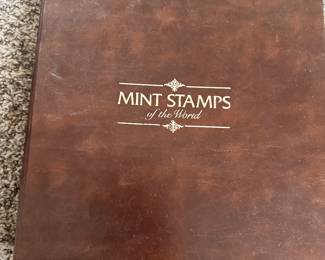 MINT STAMPS
of the World